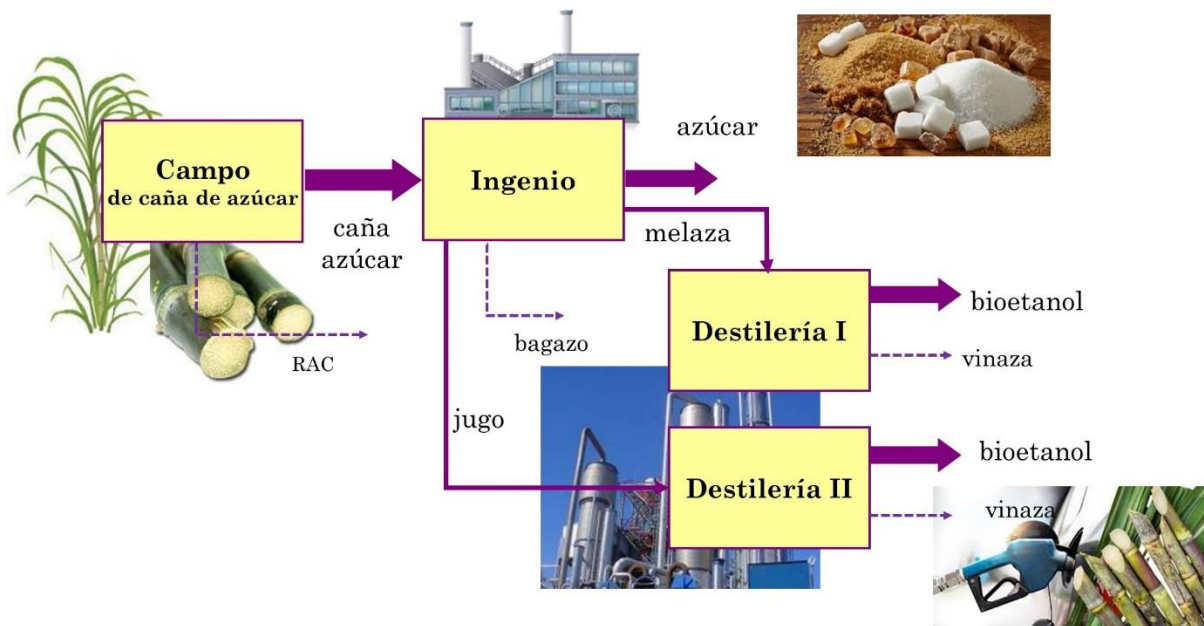 azúcar
Campo
de caña de azúcar
Ingenio
caña
azúcar
melaza
RAC
bagazo
Destilería I
bioetanol
vinaza
jugo
Destilería II
bioetanol
vinaza